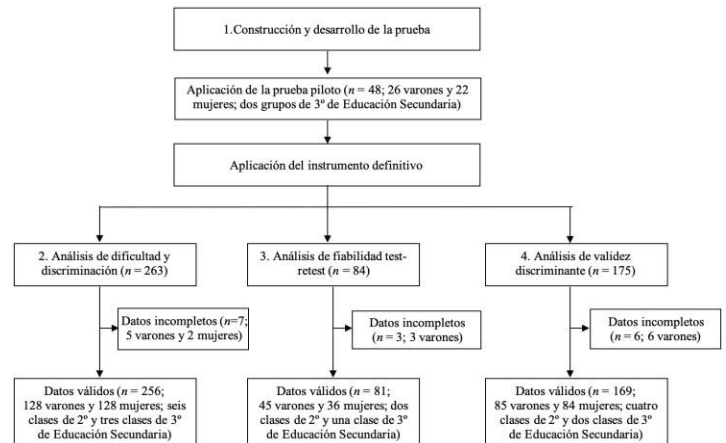 1.Construcción y desarrollo de la prueba
Aplicación de la prueba piloto (n = 48; 26 varones y 22
mujeres; dos grupos de 3º de Educación Secundaria)
Aplicación del instrumento definitivo
2. Análisis de dificultad y
discriminación (n = 263)
3. Análisis de fiabilidad test-
retest (n = 84)
4. Análisis de validez
discriminante (n = 175)
Datos incompletos (n=7;
5 varones y 2 mujeres)
Datos incompletos
(n = 3; 3 varones)
Datos incompletos
(n = 6; 6 varones)
Datos válidos (n = 256;
128 varones y 128 mujeres; seis
clases de 2º y tres clases de 3º
de Educación Secundaria)
Datos válidos (n = 81;
45 varones y 36 mujeres; dos
clases de 2º y una clase de 3º
de Educación Secundaria)
Datos válidos (n = 169;
85 varones y 84 mujeres; cuatro
clases de 2º y dos clases de 3º
de Educación Secundaria)